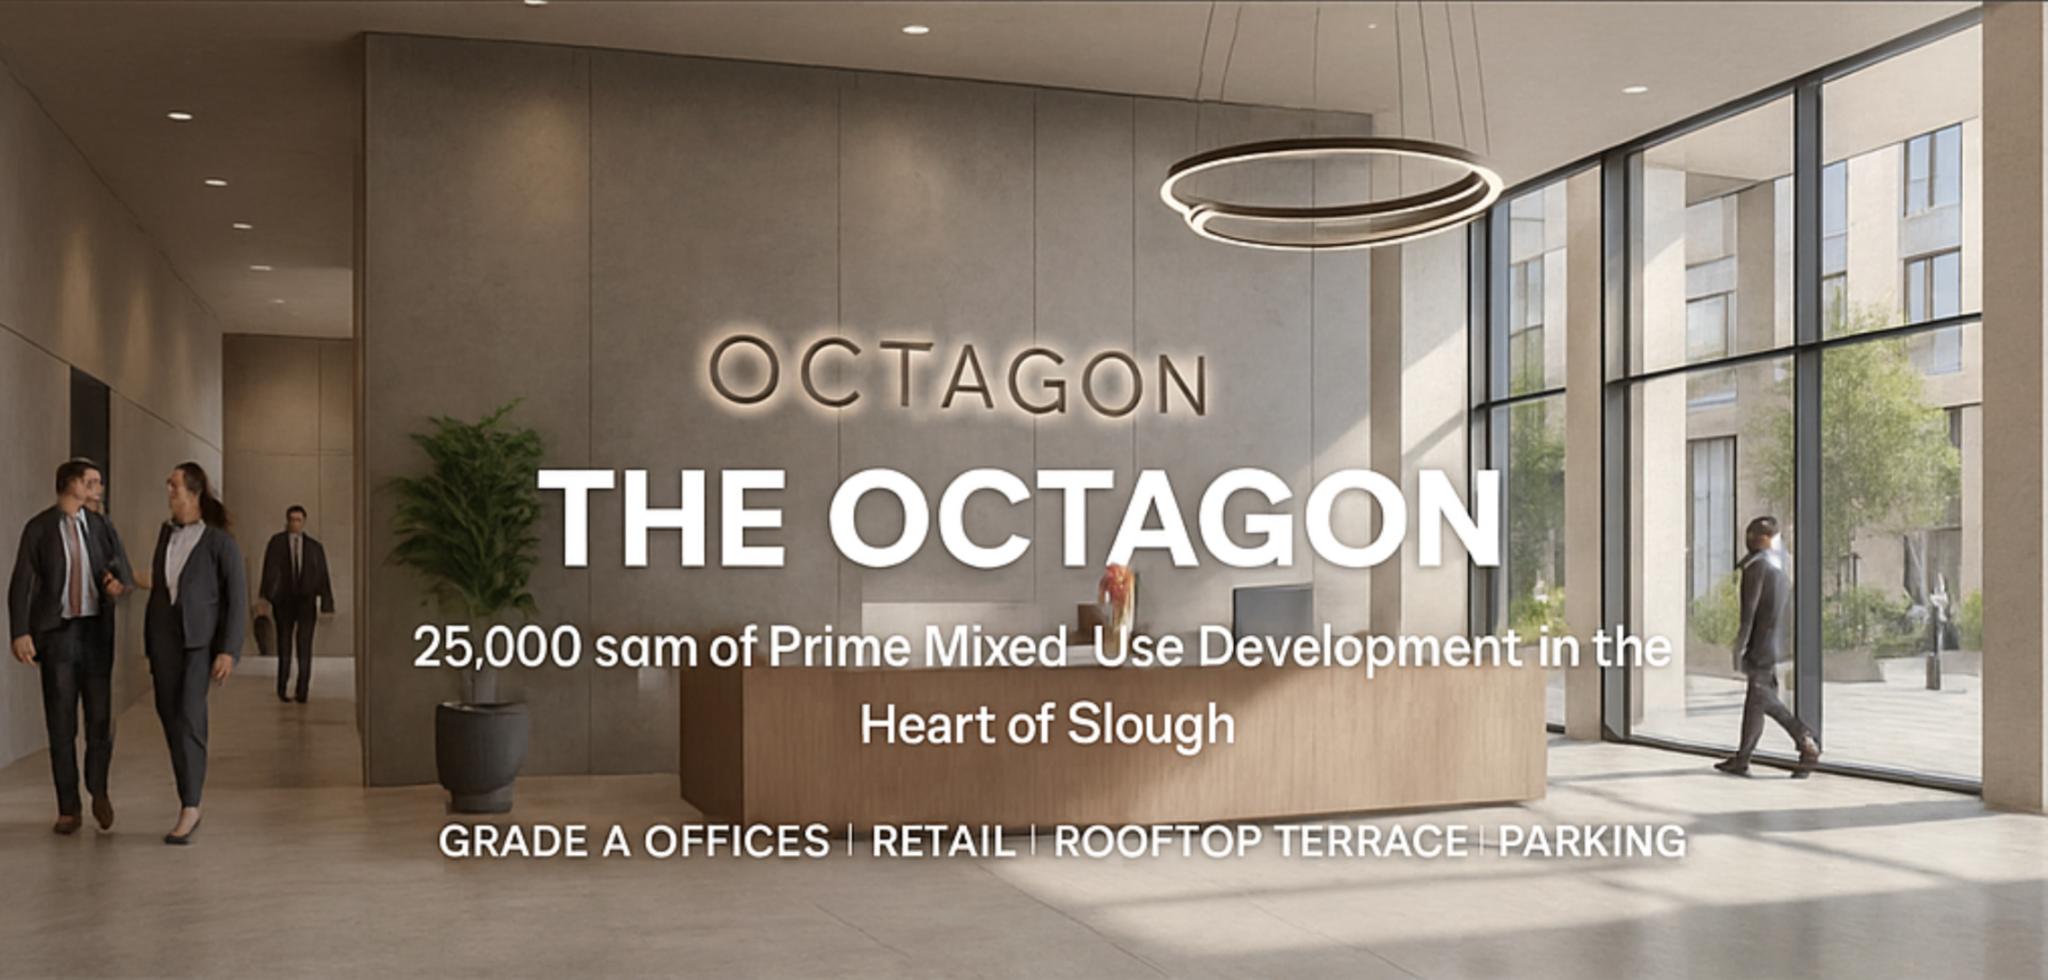 OCTAGON
THE OCTAGON
25,000 sqm of Prime Mixed Use Development in the
Heart of Slough
GRADE A OFFICES | RETAIL | ROOFTOP TERRACE | PARKING